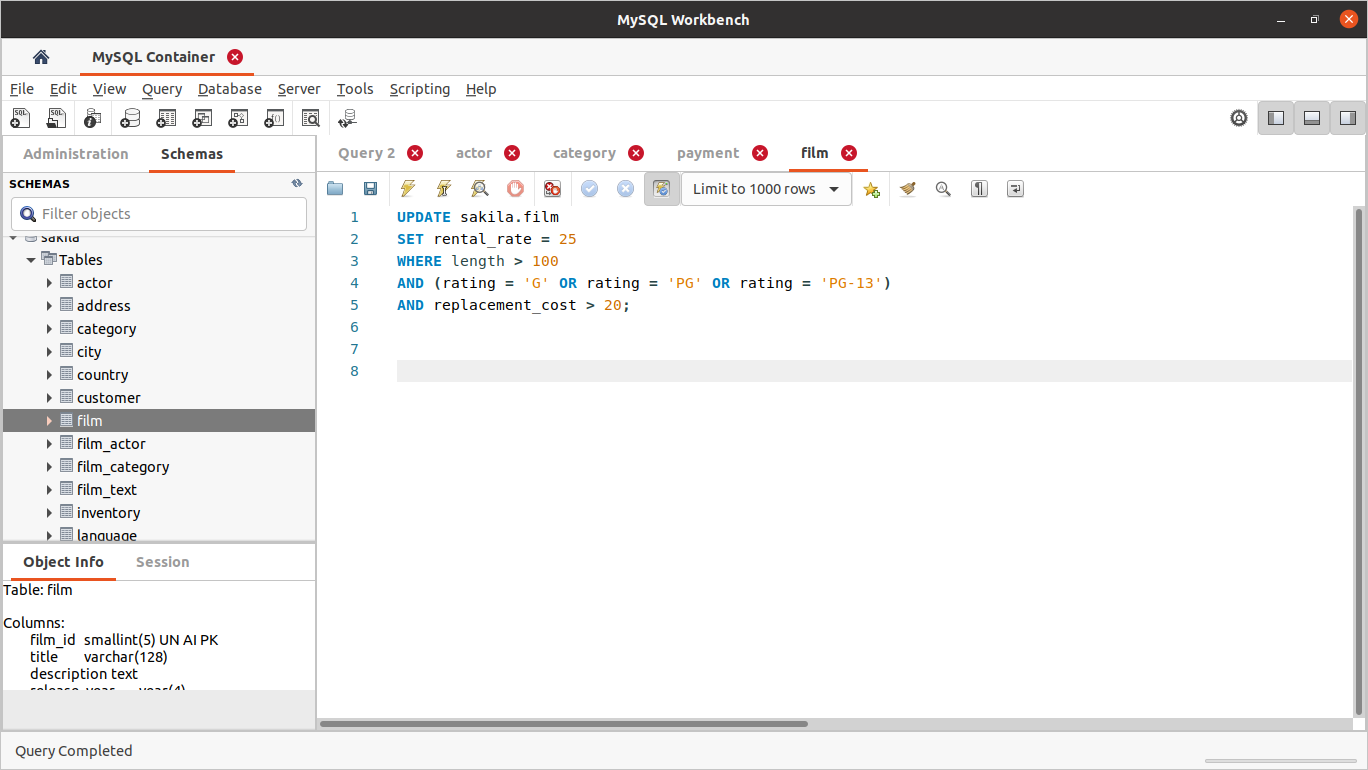 MySQL Workbench
MySQL Container
File Edit View Query Database Server Tools Scripting Help
Administration Schemas
SCHEMAS
Filter objects
sakila
Tables
actor
address
category
city
country
customer
film
film_actor
film_category
film_text
inventory
language
Object Info Session
Table: film
Columns:
film_id smallint(5) UN AI PK
title varchar(128)
description text
release_year year(4)
Query 2 actor category payment film
Limit to 1000 rows
1 UPDATE sakila.film
2 SET rental_rate = 25
3 WHERE length > 100
4 AND (rating = 'G' OR rating = 'PG' OR rating = 'PG-13')
5 AND replacement_cost > 20;
6
7
8
Query Completed